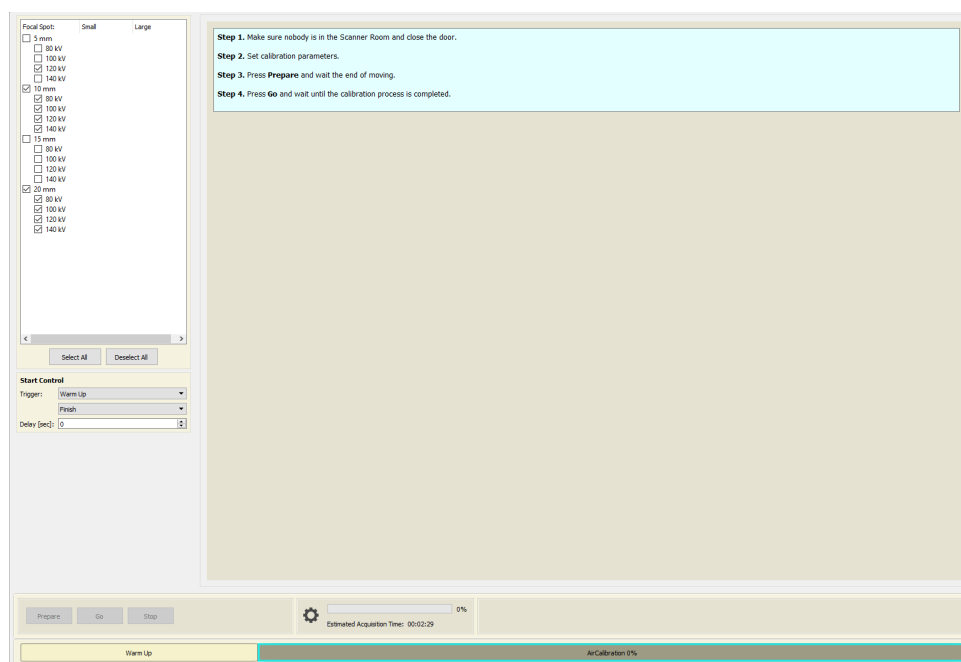 Focal Spot: Small Large
5 mm
80 kV
100 kV
120 kV
140 kV
10 mm
80 kV
100 kV
120 kV
140 kV
15 mm
80 kV
100 kV
120 kV
140 kV
20 mm
80 kV
100 kV
120 kV
140 kV
Select All Deselect All
Start Control
Trigger: Warm Up
Finish
Delay [sec]: 0
Step 1. Make sure nobody is in the Scanner Room and close the door.
Step 2. Set calibration parameters.
Step 3. Press Prepare and wait the end of moving.
Step 4. Press Go and wait until the calibration process is completed.
Prepare Go Stop
0%
Estimated Acquisition Time: 00:02:29
Warm Up AirCalibration 0%